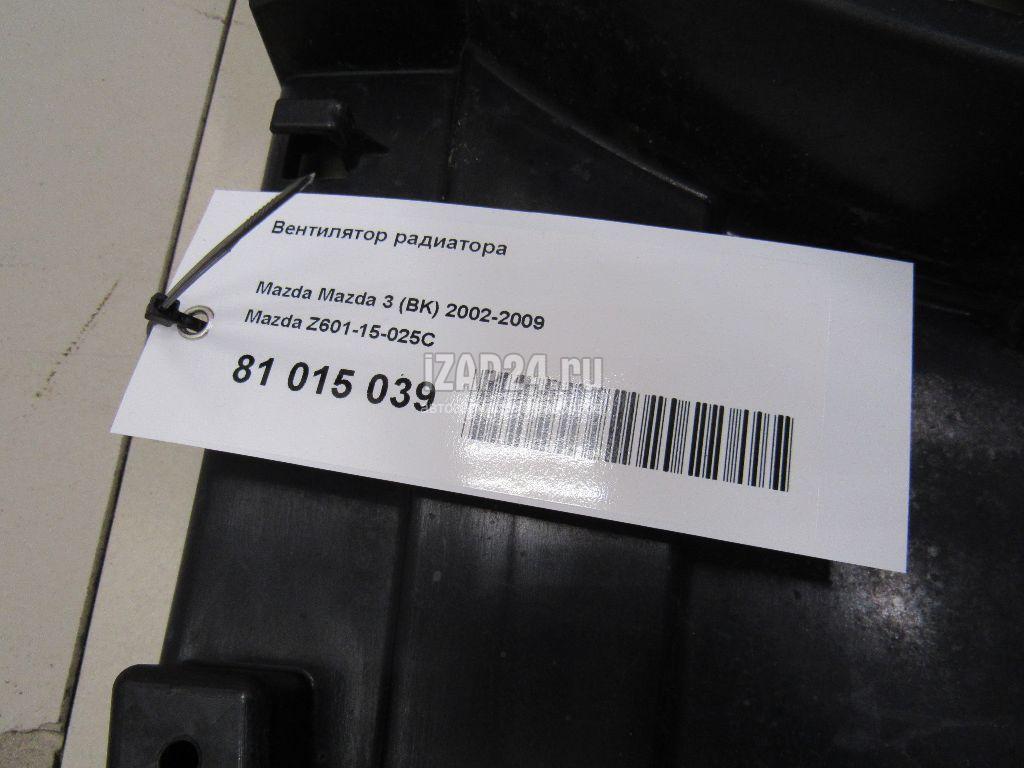 Вентилятор радиатора
Mazda Mazda 3 (BK) 2002-2009
Mazda Z601-15-025C
81 015 039
iZAP24.ru